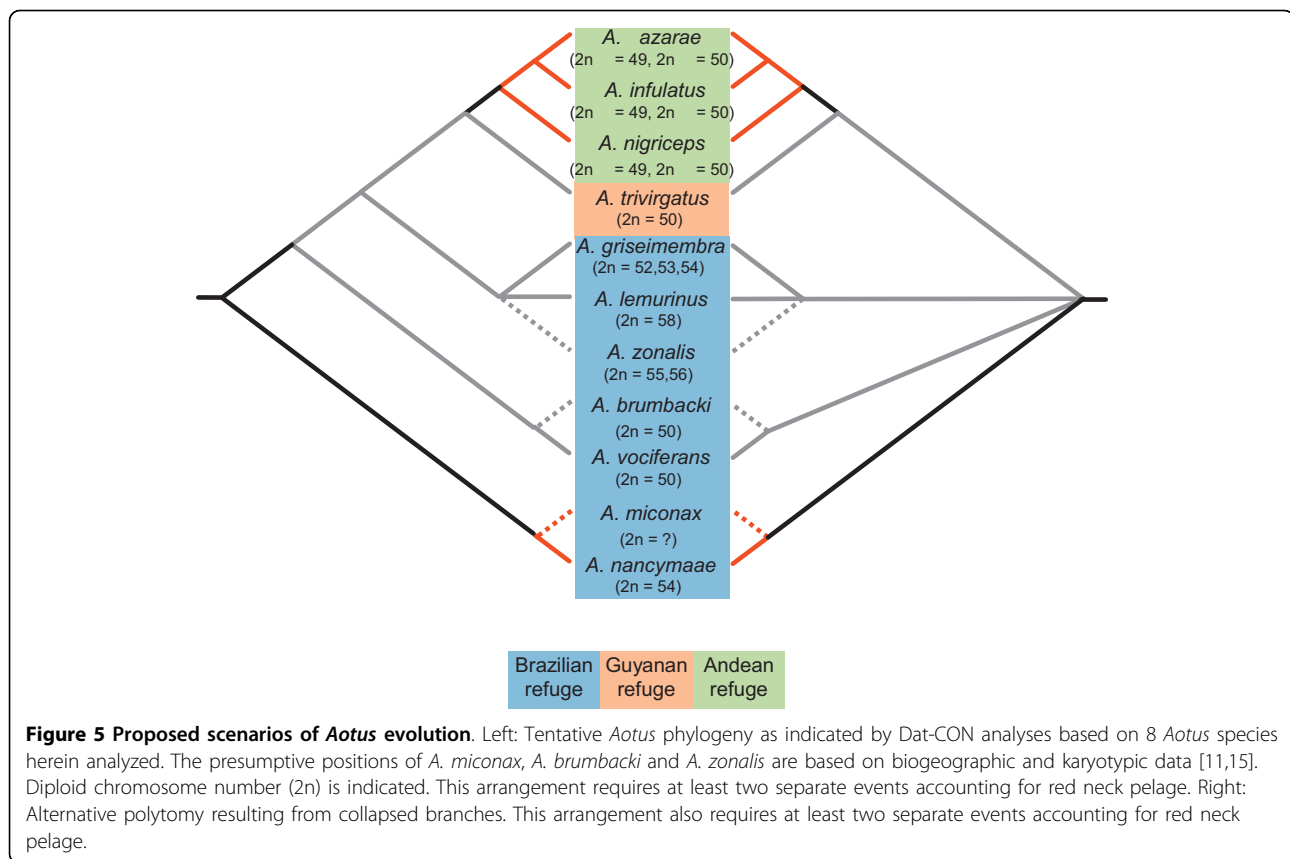 A. azarae
(2n = 49, 2n = 50)
A. infulatus
(2n = 49, 2n = 50)
A. nigriceps
(2n = 49, 2n = 50)
A. trivirgatus
(2n = 50)
A. griseimembra
(2n = 52,53,54)
A. lemurinus
(2n = 58)
A. zonalis
(2n = 55,56)
A. brumbacki
(2n = 50)
A. vociferans
(2n = 50)
A. miconax
(2n = ?)
A. nancymaae
(2n = 54)
Brazilian refuge
Guyanan refuge
Andean refuge
Figure 5 Proposed scenarios of Aotus evolution. Left: Tentative Aotus phylogeny as indicated by Dat-CON analyses based on 8 Aotus species
herein analyzed. The presumptive positions of A. miconax, A. brumbacki and A. zonalis are based on biogeographic and karyotypic data [11,15].
Diploid chromosome number (2n) is indicated. This arrangement requires at least two separate events accounting for red neck pelage. Right:
Alternative polytomy resulting from collapsed branches. This arrangement also requires at least two separate events accounting for red neck
pelage.